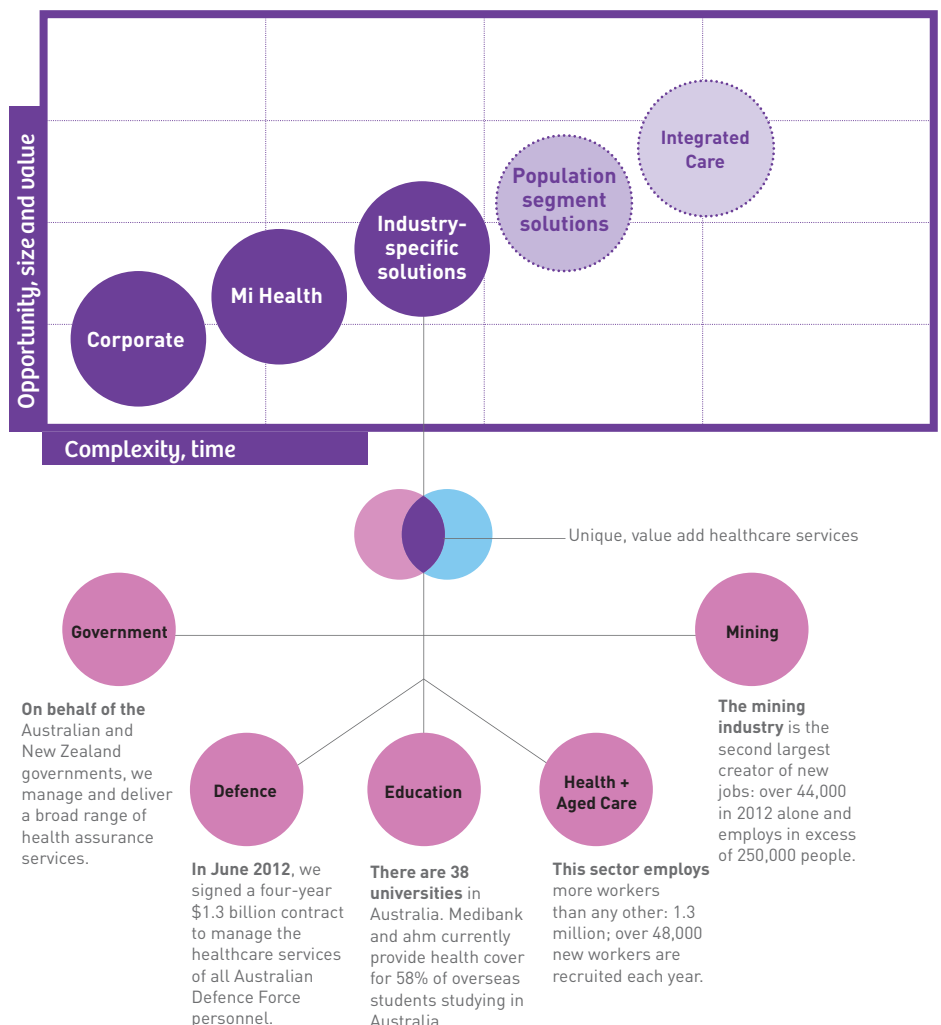 Opportunity, size and value
Integrated
Care
Population
segment
solutions
Industry-
specific
solutions
Mi Health
Corporate
Complexity, time
Unique, value add healthcare services
Government
On behalf of the
Australian and
New Zealand
governments, we
manage and deliver
a broad range of
health assurance
services.
Defence
In June 2012, we
signed a four-year
$1.3 billion contract
to manage the
healthcare services
of all Australian
Defence Force
personnel.
Education
There are 38
universities in
Australia. Medibank
and ahm currently
provide health cover
for 58% of overseas
students studying in
Australia
Health +
Aged Care
This sector employs
more workers
than any other: 1.3
million; over 48,000
new workers are
recruited each year.
Mining
The mining
industry is the
second largest
creator of new
jobs: over 44,000
in 2012 alone and
employs in excess
of 250,000 people.